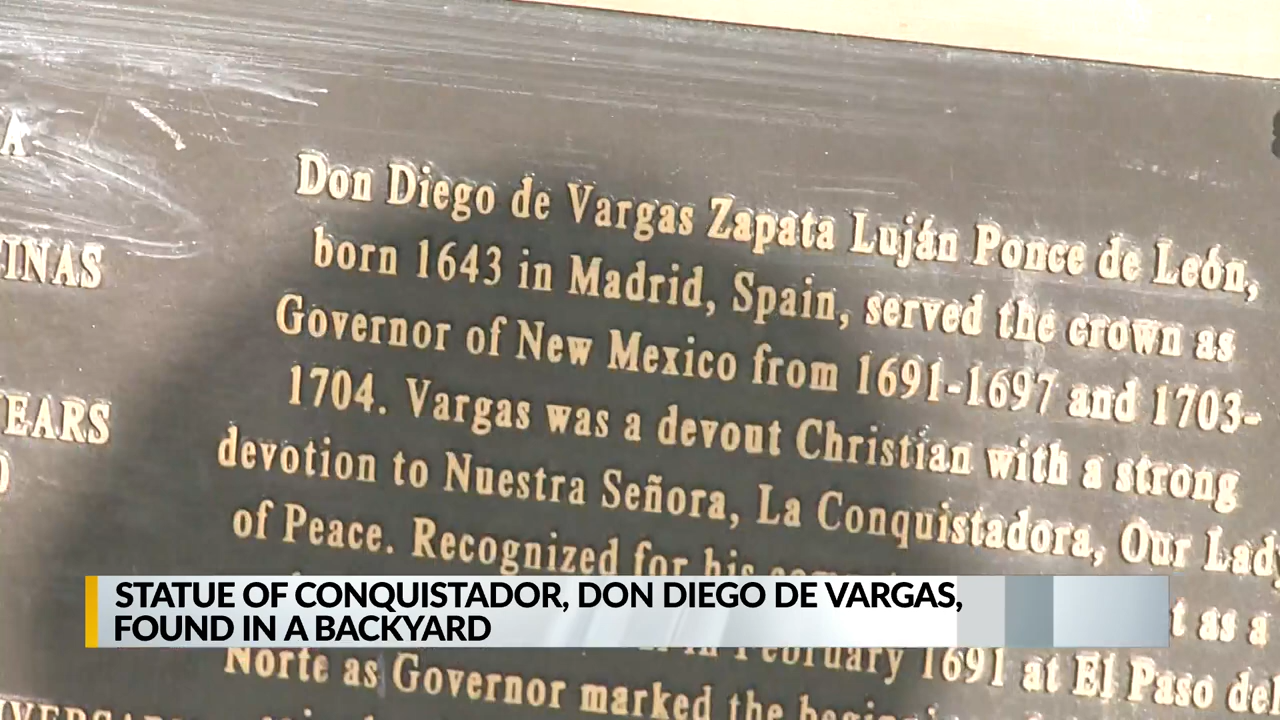 A
INAS
YEARS
Don Diego de Vargas Zapata Luján Ponce de León,
born 1643 in Madrid, Spain, served the crown as
Governor of New Mexico from 1691-1697 and 1703-
1704. Vargas was a devout Christian with a strong
devotion to Nuestra Señora, La Conquistadora, Our Lady
of Peace. Recognized for his
STATUE OF CONQUISTADOR, DON DIEGO DE VARGAS,
FOUND IN A BACKYARD
t as a
in February 1691 at El Paso del
Norte as Governor marked the